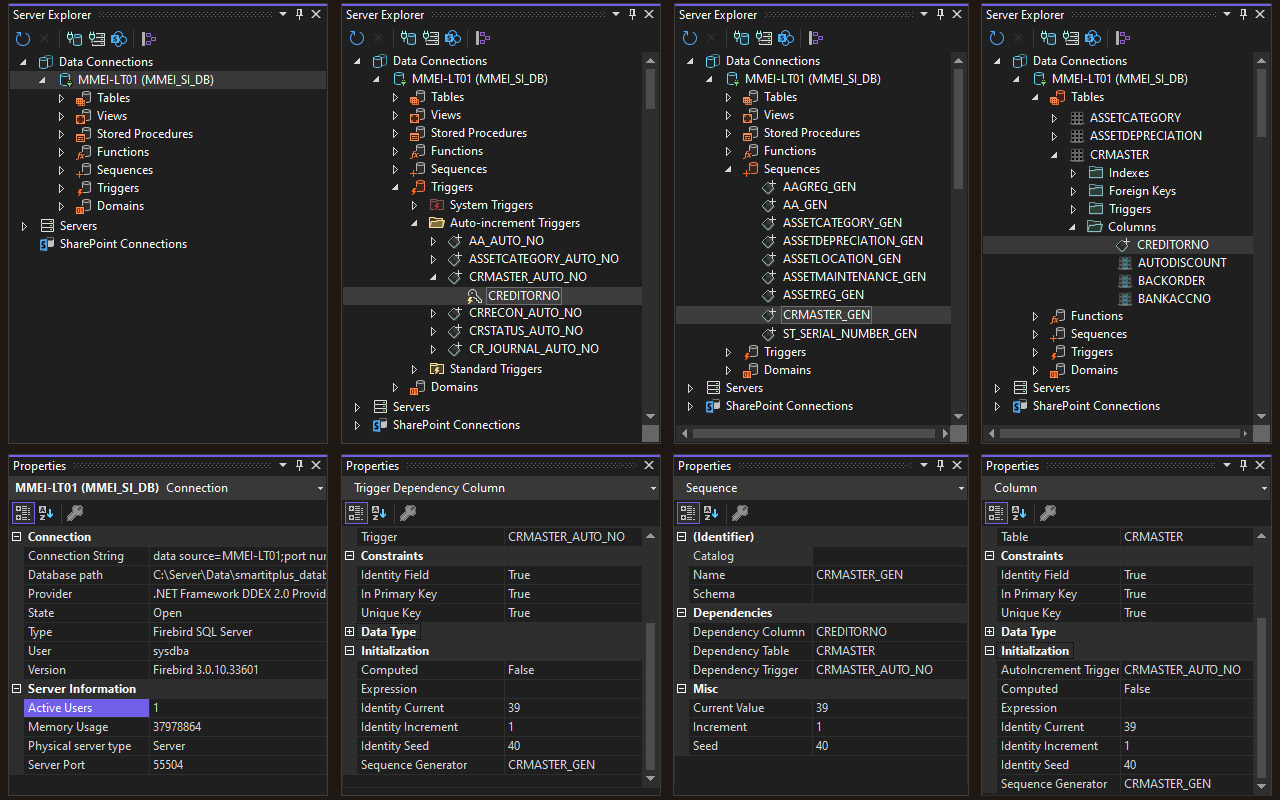 Server Explorer
Data Connections
MMEI-LT01 (MMEI_SI_DB)
Tables
Views
Stored Procedures
Functions
Sequences
Triggers
Domains
Servers
SharePoint Connections
Server Explorer
Data Connections
MMEI-LT01 (MMEI_SI_DB)
Tables
Views
Stored Procedures
Functions
Sequences
Triggers
System Triggers
Auto-increment Triggers
AA_AUTO_NO
ASSETCATEGORY_AUTO_NO
CRMASTER_AUTO_NO
CREDITORNO
CRRECON_AUTO_NO
CRSTATUS_AUTO_NO
CR_JOURNAL_AUTO_NO
Standard Triggers
Domains
Servers
SharePoint Connections
Server Explorer
Data Connections
MMEI-LT01 (MMEI_SI_DB)
Tables
Views
Stored Procedures
Functions
Sequences
AAGREG_GEN
AA_GEN
ASSETCATEGORY_GEN
ASSETDEPRECIATION_GEN
ASSETLOCATION_GEN
ASSETMAINTENANCE_GEN
ASSETREG_GEN
CRMASTER_GEN
ST_SERIAL_NUMBER_GEN
Triggers
Domains
Servers
SharePoint Connections
Server Explorer
Data Connections
MMEI-LT01 (MMEI_SI_DB)
Tables
ASSETCATEGORY
ASSETDEPRECIATION
CRMASTER
Indexes
Foreign Keys
Triggers
Columns
CREDITORNO
AUTODISCOUNT
BACKORDER
BANKACCNO
Functions
Sequences
Triggers
Domains
Servers
SharePoint Connections
Properties
MMEI-LT01 (MMEI_SI_DB) Connection
Connection
Connection String data source=MMEI-LT01;port nur
Database path C:\Server\Data\smartitplus_datab
Provider .NET Framework DDEX 2.0 Provid
State Open
Type Firebird SQL Server
User sysdba
Version Firebird 3.0.10.33601
Server Information
Active Users 1
Memory Usage 37978864
Physical server type Server
Server Port 55504
Properties
Trigger Dependency Column
Trigger CRMASTER_AUTO_NO
Constraints
Identity Field True
In Primary Key True
Unique Key True
Data Type
Initialization
Computed False
Expression
Identity Current 39
Identity Increment 1
Identity Seed 40
Sequence Generator CRMASTER_GEN
Properties
Sequence
(Identifier)
Catalog
Name CRMASTER_GEN
Schema
Dependencies
Dependency Column CREDITORNO
Dependency Table CRMASTER
Dependency Trigger CRMASTER_AUTO_NO
Misc
Current Value 39
Increment 1
Seed 40
Properties
Column
Table CRMASTER
Constraints
Identity Field True
In Primary Key True
Unique Key True
Data Type
Initialization
AutoIncrement Trigger CRMASTER_AUTO_NO
Computed False
Expression
Identity Current 39
Identity Increment 1
Identity Seed 40
Sequence Generator CRMASTER_GEN